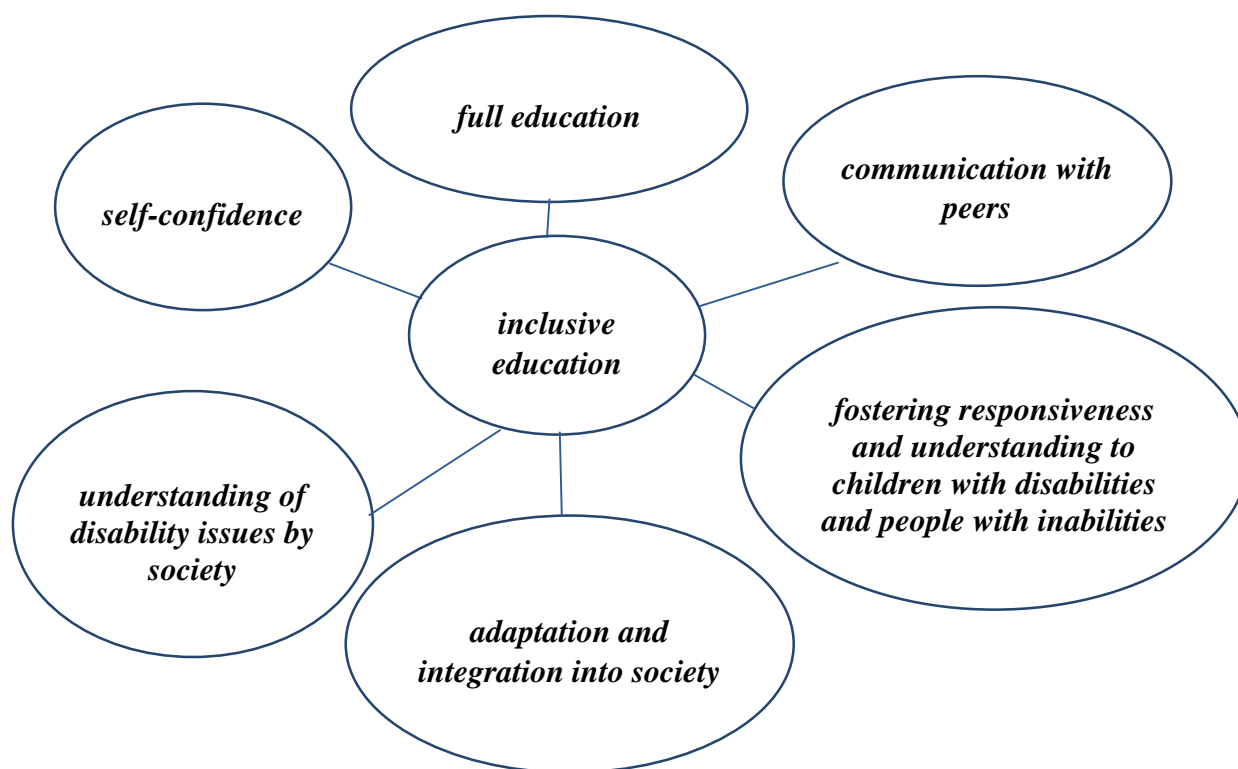 full education
communication with
peers
self-confidence
inclusive
education
fostering responsiveness
and understanding to
children with disabilities
and people with inabilities
understanding of
disability issues by
society
adaptation and
integration into society